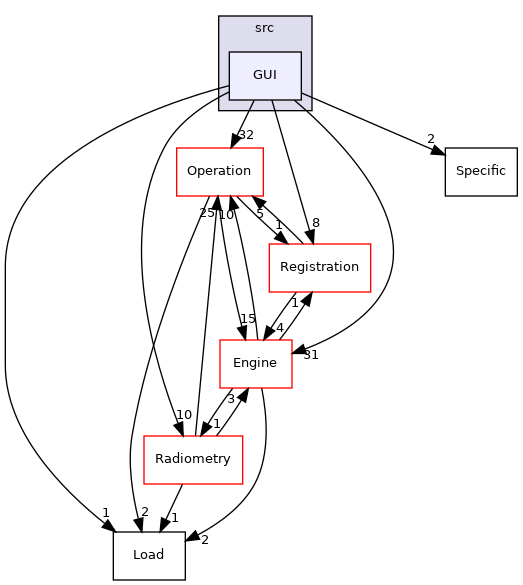 src
GUI
32
2
Operation
Specific
25
10
5
1
8
Registration
1
15
4
Engine
31
3
10
1
Radiometry
1
2
1
2
Load